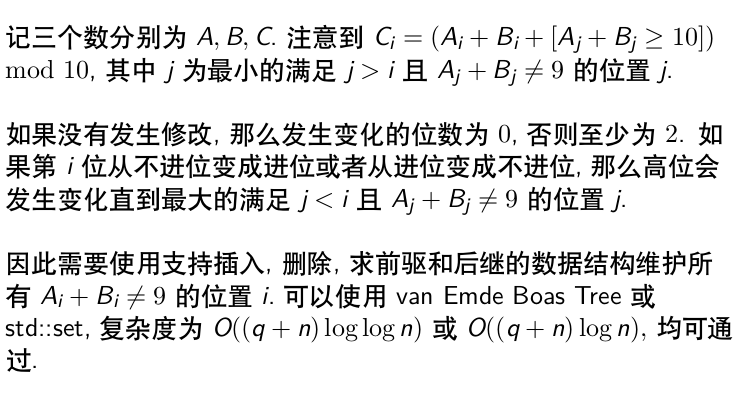 记三个数分别为 A, B, C. 注意到 C_i = (A_i + B_i + [A_j + B_j ≥ 10])
mod 10, 其中 j 为最小的满足 j > i 且 A_j + B_j ≠ 9 的位置 j.
如果没有发生修改, 那么发生变化的位数为 0, 否则至少为 2. 如
果第 i 位从不进位变成进位或者从进位变成不进位, 那么高位会
发生变化直到最大的满足 j < i 且 A_j + B_j ≠ 9 的位置 j.
因此需要使用支持插入, 删除, 求前驱和后继的数据结构维护所
有 A_i + B_i ≠ 9 的位置 i. 可以使用 van Emde Boas Tree 或
std::set, 复杂度为 O((q + n) log log n) 或 O((q + n) log n), 均可通
过.